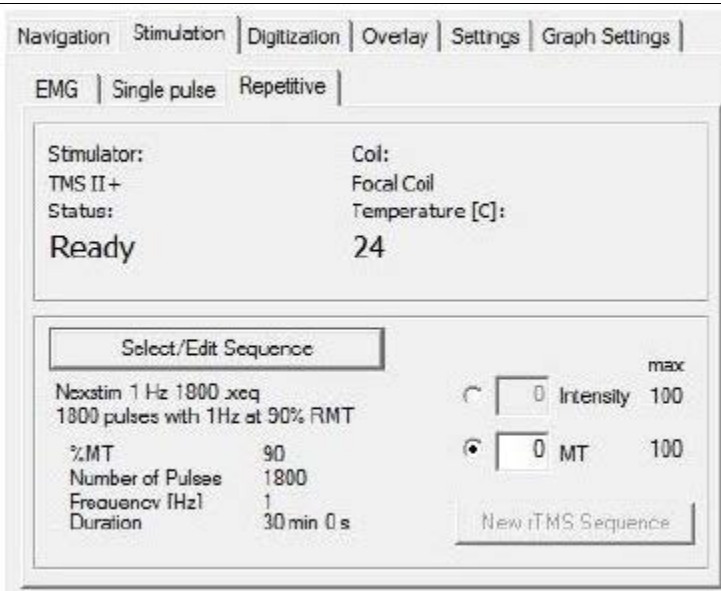 Navigation Stimulation Digitization Overlay Settings Graph Settings
EMG Single pulse Repetitive
Stimulator: Coil:
TMS II+ Focal Coil
Status: Temperature [C]:
Ready 24
Select/Edit Sequence
max
Nexstim 1 Hz 1800 .xeq 0 Intensity 100
1800 pulses with 1Hz at 90% RMT
%MT 90 0 MT 100
Number of Pulses 1800
Frequency [Hz] 1
Duration 30 min 0 s New rTMS Sequence